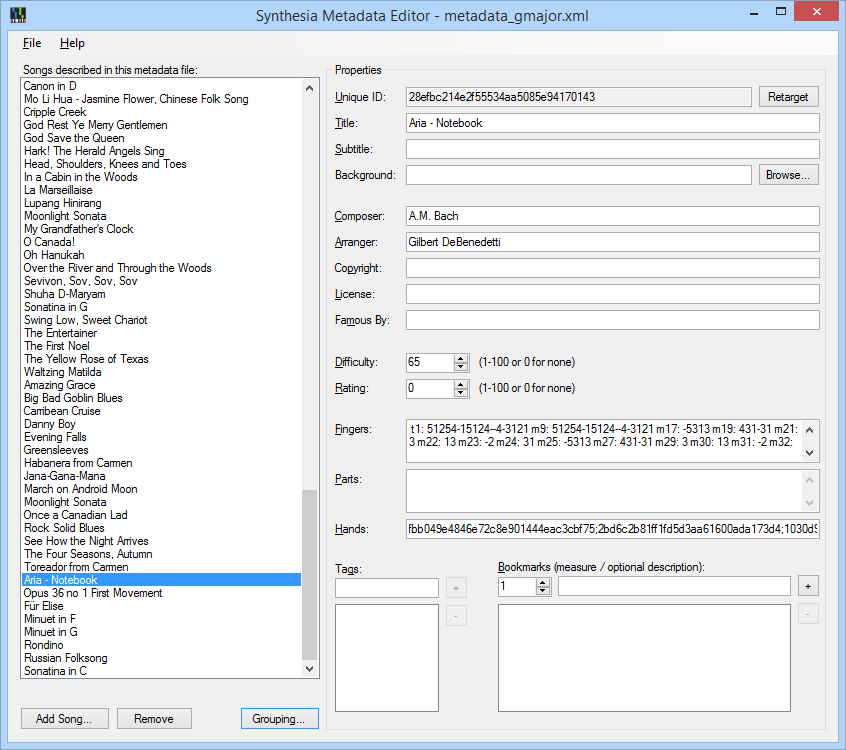 Synthesia Metadata Editor - metadata_gmajor.xml
File Help
Songs described in this metadata file:
Canon in D
Mo Li Hua - Jasmine Flower, Chinese Folk Song
Cripple Creek
God Rest Ye Merry Gentlemen
God Save the Queen
Hark! The Herald Angels Sing
Head, Shoulders, Knees and Toes
In a Cabin in the Woods
La Marseillaise
Lupang Hinirang
Moonlight Sonata
My Grandfather's Clock
O Canada!
Oh Hanukah
Over the River and Through the Woods
Sevivon, Sov, Sov, Sov
Shuha D-Maryam
Sonatina in G
Swing Low, Sweet Chariot
The Entertainer
The First Noel
The Yellow Rose of Texas
Waltzing Matilda
Amazing Grace
Big Bad Goblin Blues
Carribean Cruise
Danny Boy
Evening Falls
Greensleeves
Habanera from Carmen
Jana-Gana-Mana
March on Android Moon
Moonlight Sonata
Once a Canadian Lad
Rock Solid Blues
See How the Night Arrives
The Four Seasons, Autumn
Toreador from Carmen
Aria - Notebook
Opus 36 no 1 First Movement
Für Elise
Minuet in F
Minuet in G
Rondino
Russian Folksong
Sonatina in C
Add Song...
Remove
Grouping...
Properties
Unique ID: 28efbc214e2f55534aa5085e94170143 Retarget
Title: Aria - Notebook
Subtitle:
Background: Browse...
Composer: A.M. Bach
Arranger: Gilbert DeBenedetti
Copyright:
License:
Famous By:
Difficulty: 65 (1-100 or 0 for none)
Rating: 0 (1-100 or 0 for none)
Fingers: t1: 51254-15124--4-3121 m9: 51254-15124--4-3121 m17: -5313 m19: 431-31 m21:
3 m22: 13 m23: -2 m24: 31 m25: -5313 m27: 431-31 m29: 3 m30: 13 m31: -2 m32:
Parts:
Hands: fbb049e4846e72c8e901444eac3cbf75;2bd6c2b81ff1fd5d3aa61600ada173d4;1030d9
Tags:
+
-
Bookmarks (measure / optional description):
1 +
-